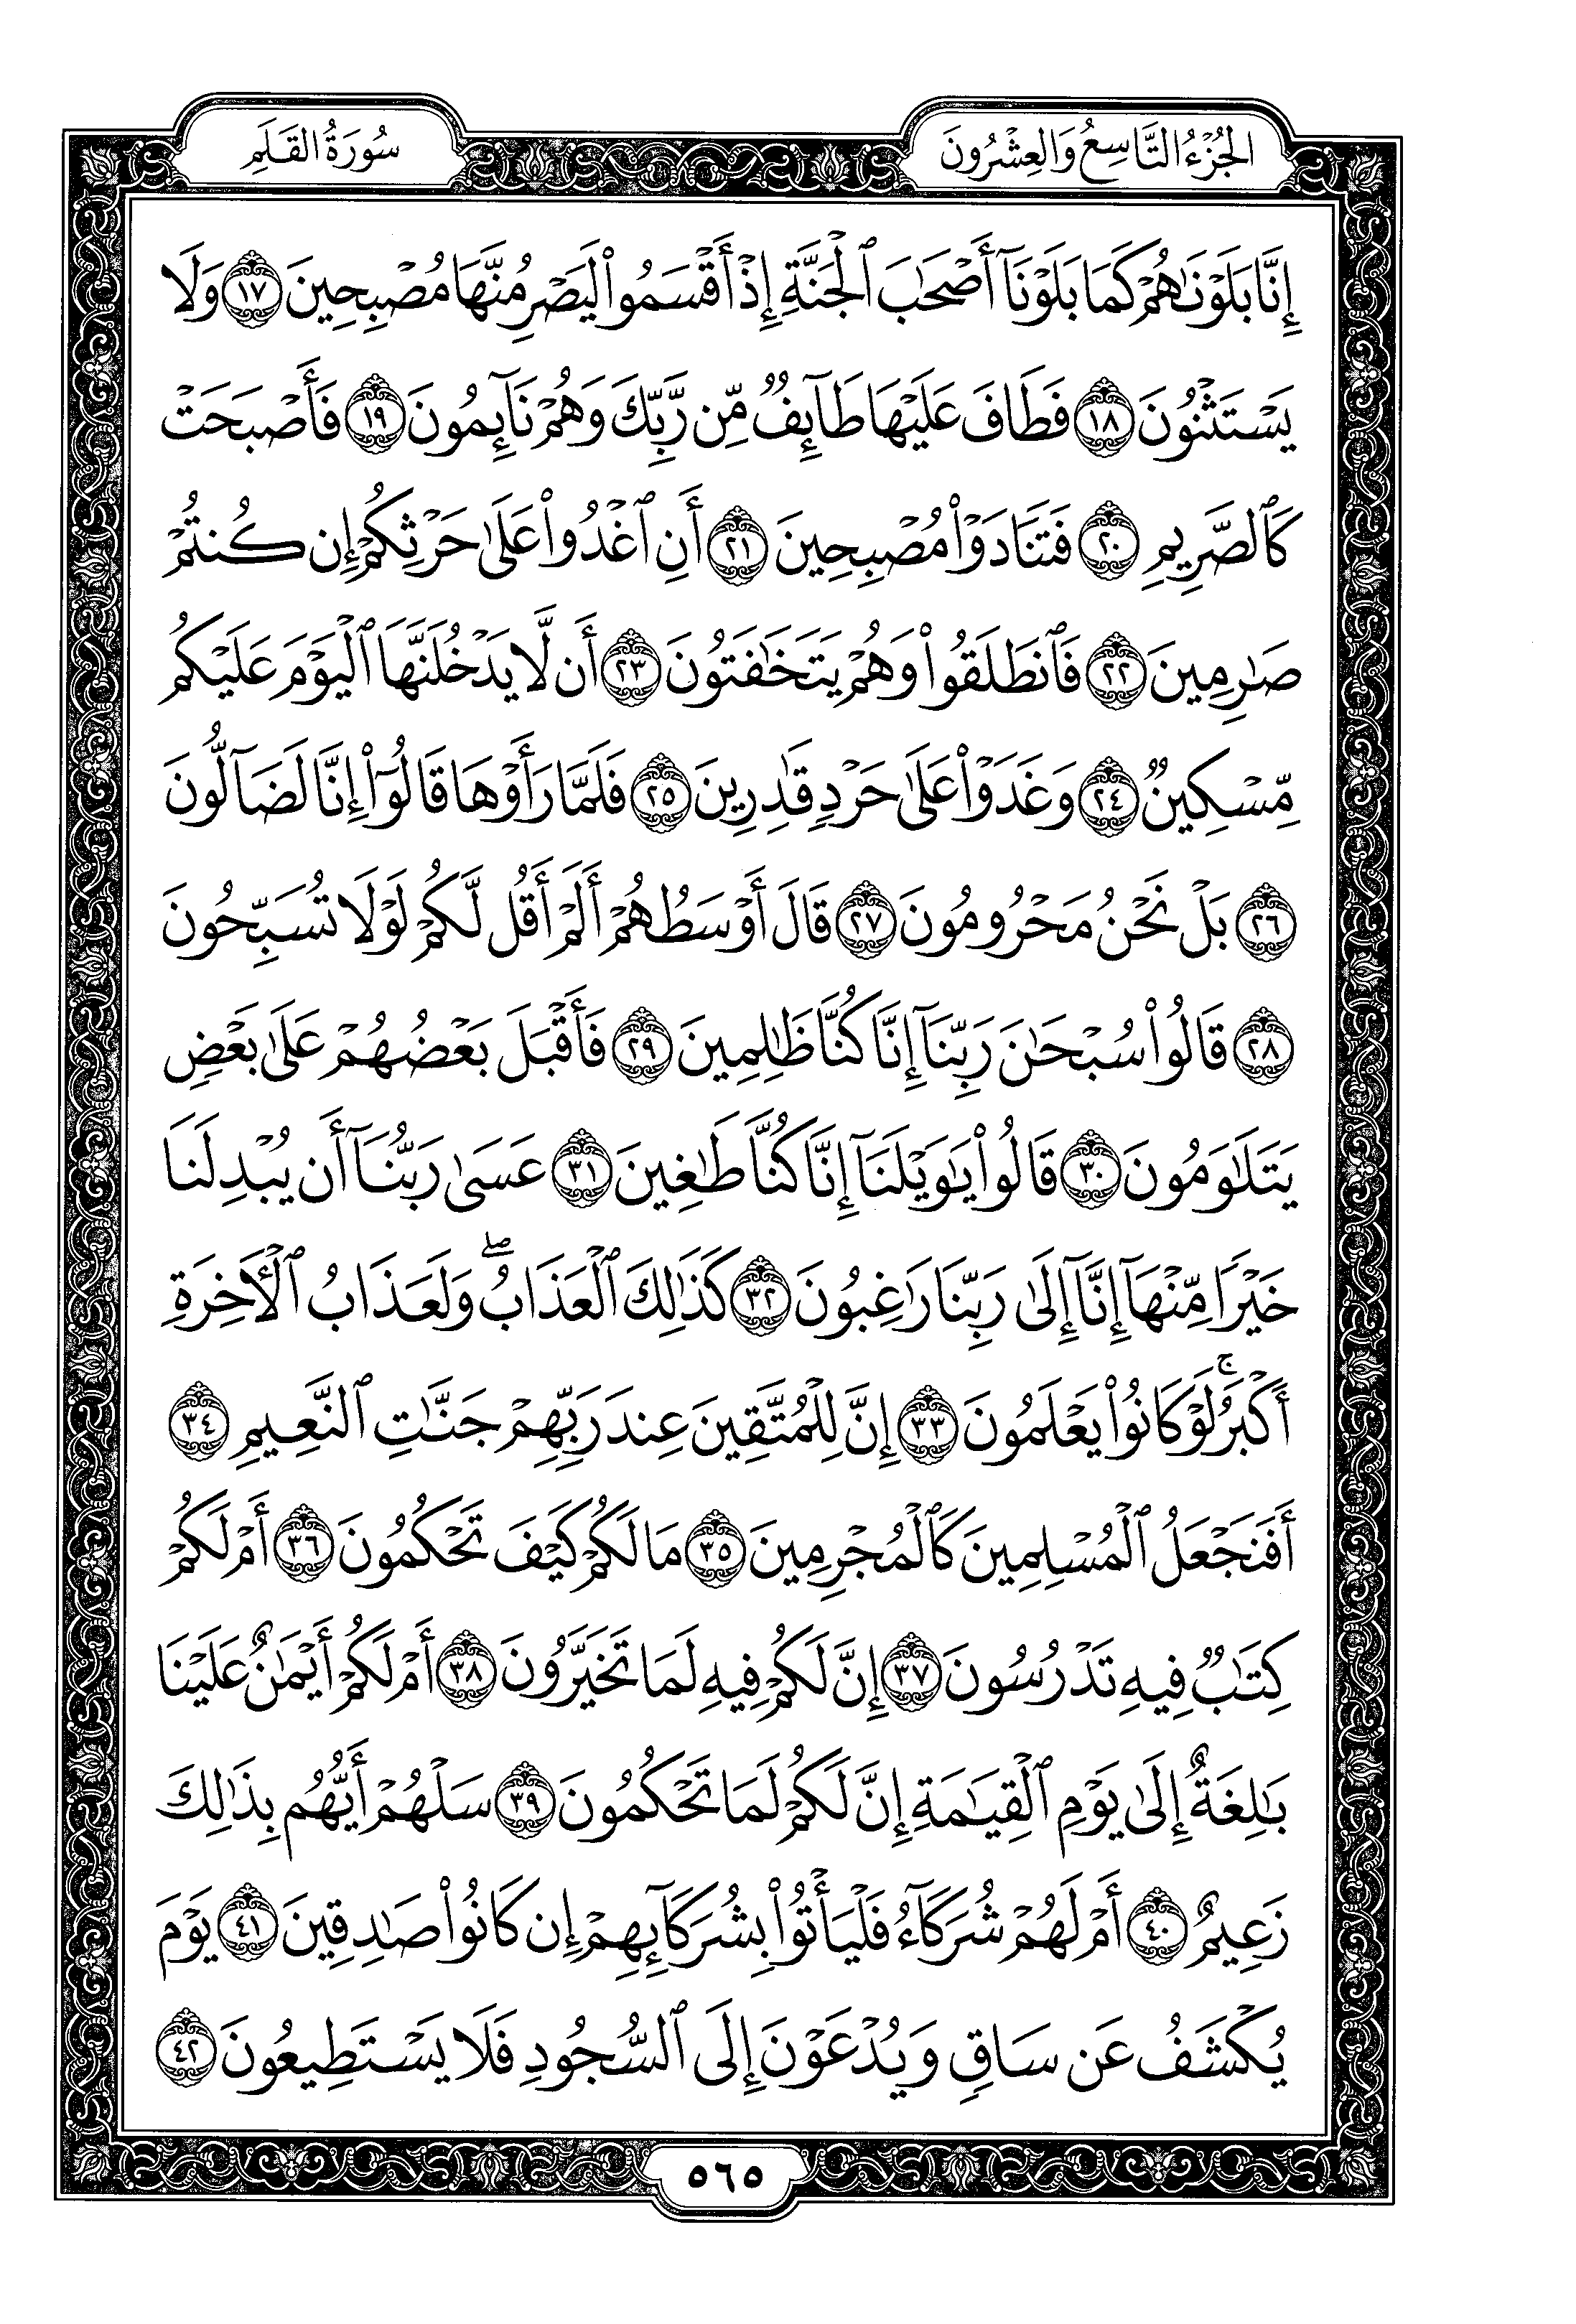 الجُزْءُ التَّاسِعُ وَالعِشْرُونَ
سُورَةُ القَلَمِ
إِنَّا بَلَوْنَٰهُمْ كَمَا بَلَوْنَآ أَصْحَٰبَ ٱلْجَنَّةِ إِذْ أَقْسَمُوا۟ لَيَصْرِمُنَّهَا مُصْبِحِينَ ١٧ وَلَا
يَسْتَثْنُونَ ١٨ فَطَافَ عَلَيْهَا طَآئِفٌ مِّن رَّبِّكَ وَهُمْ نَآئِمُونَ ١٩ فَأَصْبَحَتْ
كَٱلصَّرِيمِ ٢٠ فَتَنَادَوْا۟ مُصْبِحِينَ ٢١ أَنِ ٱغْدُوا۟ عَلَىٰ حَرْثِكُمْ إِن كُنتُمْ
صَٰرِمِينَ ٢٢ فَٱنطَلَقُوا۟ وَهُمْ يَتَخَٰفَتُونَ ٢٣ أَن لَّا يَدْخُلَنَّهَا ٱلْيَوْمَ عَلَيْكُم
مِّسْكِينٌ ٢٤ وَغَدَوْا۟ عَلَىٰ حَرْدٍ قَٰدِرِينَ ٢٥ فَلَمَّا رَأَوْهَا قَالُوٓا۟ إِنَّا لَضَآلُّونَ
٢٦ بَلْ نَحْنُ مَحْرُومُونَ ٢٧ قَالَ أَوْسَطُهُمْ أَلَمْ أَقُل لَّكُمْ لَوْلَا تُسَبِّحُونَ
٢٨ قَالُوا۟ سُبْحَٰنَ رَبِّنَآ إِنَّا كُنَّا ظَٰلِمِينَ ٢٩ فَأَقْبَلَ بَعْضُهُمْ عَلَىٰ بَعْضٍ
يَتَلَٰوَمُونَ ٣٠ قَالُوا۟ يَٰوَيْلَنَآ إِنَّا كُنَّا طَٰغِينَ ٣١ عَسَىٰ رَبُّنَآ أَن يُبْدِلَنَا
خَيْرًا مِّنْهَآ إِنَّآ إِلَىٰ رَبِّنَا رَٰغِبُونَ ٣٢ كَذَٰلِكَ ٱلْعَذَابُ ۖ وَلَعَذَابُ ٱلْـَٔاخِرَةِ
أَكْبَرُ ۚ لَوْ كَانُوا۟ يَعْلَمُونَ ٣٣ إِنَّ لِلْمُتَّقِينَ عِندَ رَبِّهِمْ جَنَّٰتِ ٱلنَّعِيمِ ٣٤
أَفَنَجْعَلُ ٱلْمُسْلِمِينَ كَٱلْمُجْرِمِينَ ٣٥ مَا لَكُمْ كَيْفَ تَحْكُمُونَ ٣٦ أَمْ لَكُمْ
كِتَٰبٌ فِيهِ تَدْرُسُونَ ٣٧ إِنَّ لَكُمْ فِيهِ لَمَا تَخَيَّرُونَ ٣٨ أَمْ لَكُمْ أَيْمَٰنٌ عَلَيْنَا
بَٰلِغَةٌ إِلَىٰ يَوْمِ ٱلْقِيَٰمَةِ إِنَّ لَكُمْ لَمَا تَحْكُمُونَ ٣٩ سَلْهُمْ أَيُّهُم بِذَٰلِكَ
زَعِيمٌ ٤٠ أَمْ لَهُمْ شُرَكَآءُ فَلْيَأْتُوا۟ بِشُرَكَآئِهِمْ إِن كَانُوا۟ صَٰدِقِينَ ٤١ يَوْمَ
يُكْشَفُ عَن سَاقٍ وَيُدْعَوْنَ إِلَى ٱلسُّجُودِ فَلَا يَسْتَطِيعُونَ ٤٢
٥٦٥